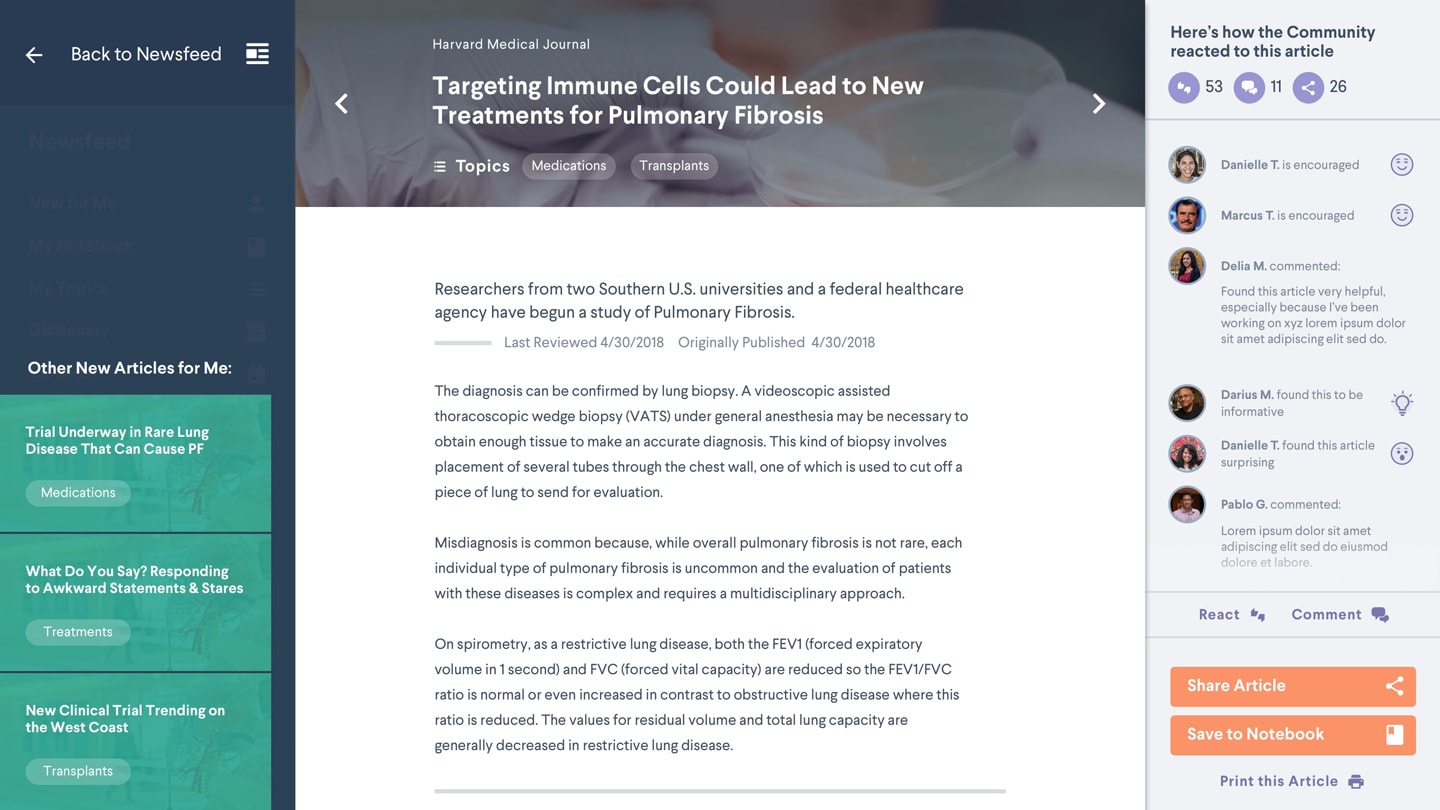 Back to Newsfeed
Newsfeed
New for Me
My Notebook
My Topics
Dictionary
Other New Articles for Me:
Trial Underway in Rare Lung
Disease That Can Cause PF
Medications
What Do You Say? Responding
to Awkward Statements & Stares
Treatments
New Clinical Trial Trending on
the West Coast
Transplants
Harvard Medical Journal
Targeting Immune Cells Could Lead to New
Treatments for Pulmonary Fibrosis
Topics Medications Transplants
Researchers from two Southern U.S. universities and a federal healthcare
agency have begun a study of Pulmonary Fibrosis.
Last Reviewed 4/30/2018 Originally Published 4/30/2018
The diagnosis can be confirmed by lung biopsy. A videoscopic assisted
thoracoscopic wedge biopsy (VATS) under general anesthesia may be necessary to
obtain enough tissue to make an accurate diagnosis. This kind of biopsy involves
placement of several tubes through the chest wall, one of which is used to cut off a
piece of lung to send for evaluation.
Misdiagnosis is common because, while overall pulmonary fibrosis is not rare, each
individual type of pulmonary fibrosis is uncommon and the evaluation of patients
with these diseases is complex and requires a multidisciplinary approach.
On spirometry, as a restrictive lung disease, both the FEV1 (forced expiratory
volume in 1 second) and FVC (forced vital capacity) are reduced so the FEV1/FVC
ratio is normal or even increased in contrast to obstructive lung disease where this
ratio is reduced. The values for residual volume and total lung capacity are
generally decreased in restrictive lung disease.
Here's how the Community
reacted to this article
53 11 26
Danielle T. is encouraged
Marcus T. is encouraged
Delia M. commented:
Found this article very helpful,
especially because I've been
working on xyz lorem ipsum dolor
sit amet adipiscing elit sed do.
Darius M. found this to be
informative
Danielle T. found this article
surprising
Pablo G. commented:
Lorem ipsum dolor sit amet
adipiscing elit sed do eiusmod
dolore et labore.
React Comment
Share Article
Save to Notebook
Print this Article